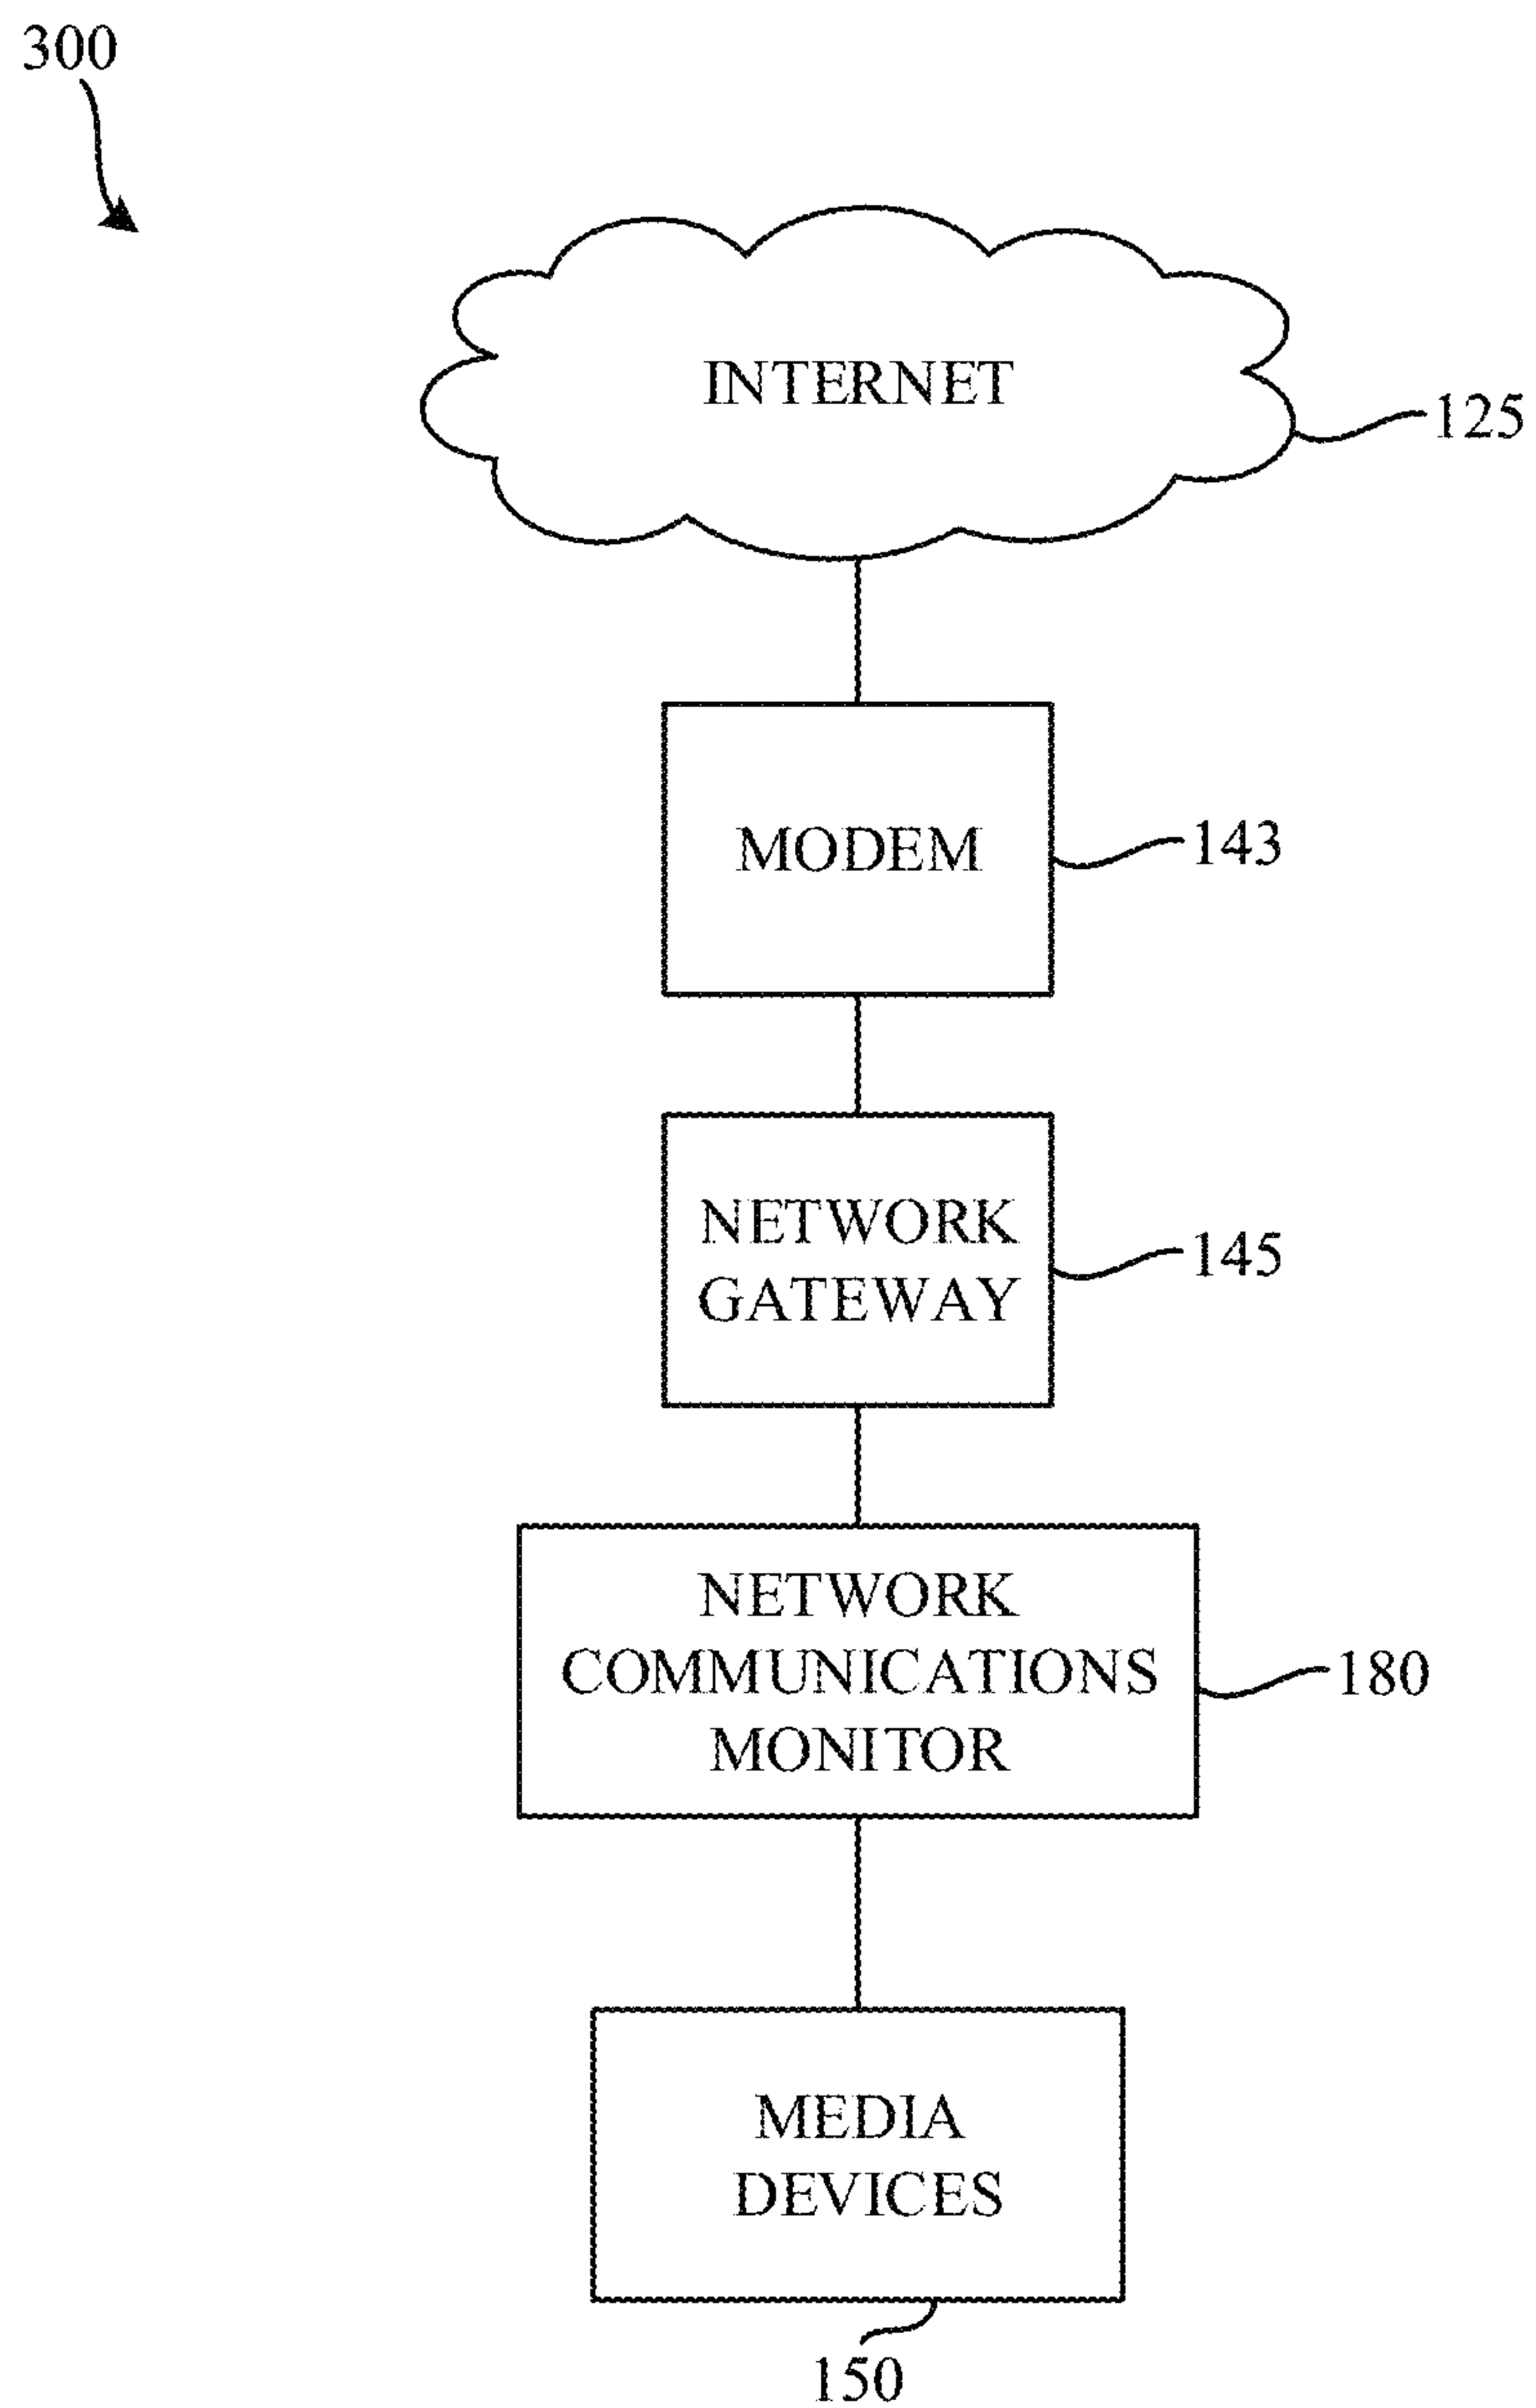 300
INTERNET
125
MODEM
143
NETWORK
GATEWAY
145
NETWORK
COMMUNICATIONS
MONITOR
180
MEDIA
DEVICES
150